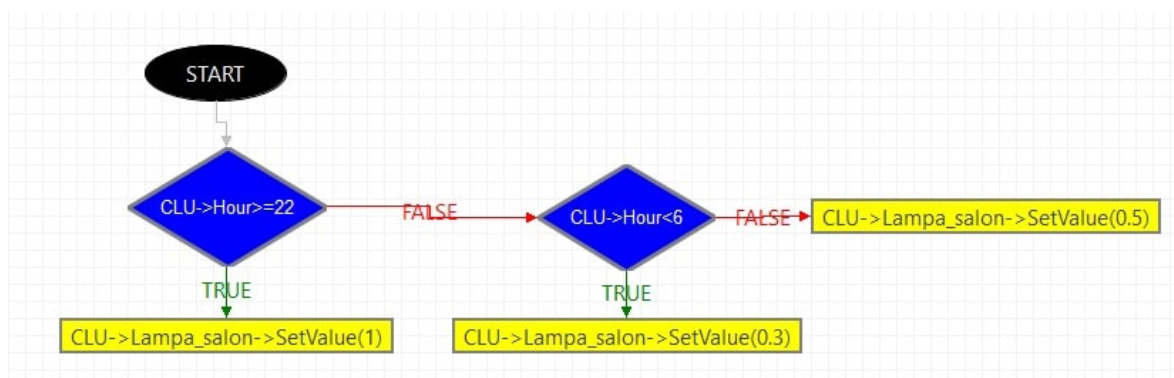 START
CLU->Hour>=22
FALSE
CLU->Hour<6
FALSE
CLU->Lampa_salon->SetValue(0.5)
TRUE
TRUE
CLU->Lampa_salon->SetValue(1)
CLU->Lampa_salon->SetValue(0.3)